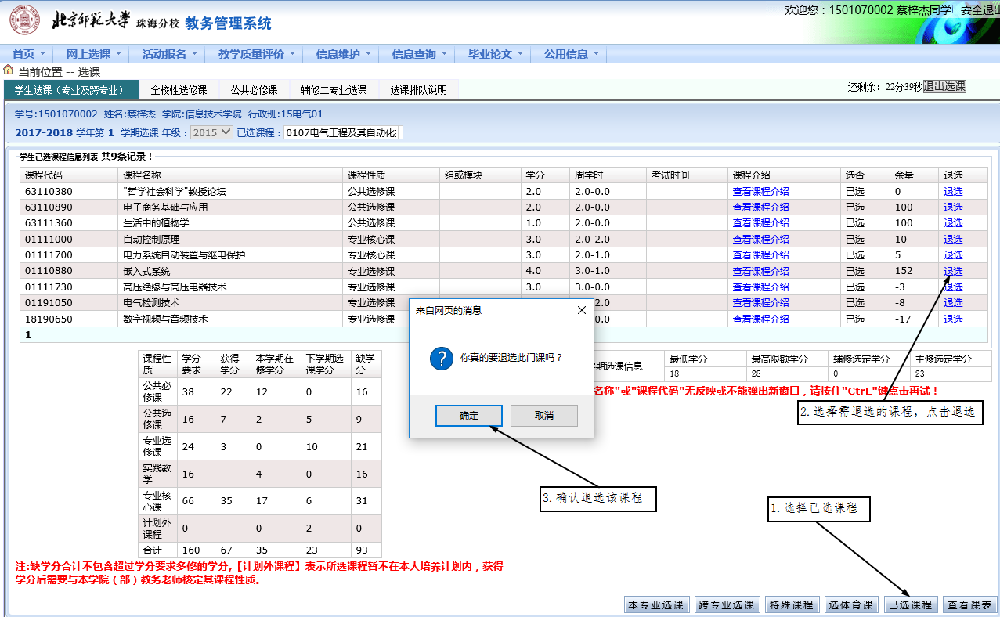 北京师范大学 珠海分校 教务管理系统
欢迎您：1501070002 蔡梓杰同学! 安全退出
首页 网上选课 活动报名 教学质量评价 信息维护 信息查询 毕业论文 公用信息
当前位置 -- 选课
学生选课（专业及跨专业） 全校性选修课 公共必修课 辅修二专业选课 选课排队说明 还剩余：22分39秒 退出选课
学号:1501070002 姓名:蔡梓杰 学院:信息技术学院 行政班:15电气01
2017-2018 学年第 1 学期选课 年级：2015 已选课程：0107电气工程及其自动化
学生已选课程信息列表 共9条记录！
课程代码 课程名称 课程性质 组或模块 学分 周学时 考试时间 课程介绍 选否 余量 退选
63110380 "哲学社会科学"教授论坛 公共选修课 2.0 2.0-0.0 查看课程介绍 已选 0 退选
63110890 电子商务基础与应用 公共选修课 2.0 2.0-0.0 查看课程介绍 已选 100 退选
63111360 生活中的植物学 公共选修课 1.0 2.0-0.0 查看课程介绍 已选 100 退选
01111000 自动控制原理 专业核心课 3.0 2.0-2.0 查看课程介绍 已选 10 退选
01111700 电力系统自动装置与继电保护 专业核心课 3.0 2.0-1.0 查看课程介绍 已选 5 退选
01110880 嵌入式系统 专业选修课 4.0 3.0-1.0 查看课程介绍 已选 152 退选
01111730 高压绝缘与高压电器技术 专业选修课 3.0 3.0-0.0 查看课程介绍 已选 -3 退选
01191050 电气检测技术 专业选修课 2.0 查看课程介绍 已选 -8 退选
18190650 数字视频与音频技术 专业选修课 0.0 查看课程介绍 已选 -17 退选
1
来自网页的消息
你真的要退选此门课吗？
确定 取消
课程性质 学分要求 获得学分 本学期在修学分 下学期选课学分 缺学分
公共必修课 38 22 12 0 16
公共选修课 16 7 2 5 9
专业选修课 24 3 0 10 21
实践教学 16 4 0 16
专业核心课 66 35 17 6 31
计划外课程 0 0 2 0
合计 160 67 35 23 93
学期选课信息 最低学分 最高限额学分 辅修选定学分 主修选定学分
18 28 0 23
名称"或"课程代码"无反映或不能弹出新窗口，请按住"CtrL"键点击再试！
2.选择需退选的课程，点击退选
3.确认退选该课程
1.选择已选课程
注:缺学分合计不包含超过学分要求多修的学分,【计划外课程】表示所选课程暂不在本人培养计划内，获得
学分后需要与本学院（部）教务老师核定其课程性质。
本专业选课 跨专业选课 特殊课程 选体育课 已选课程 查看课表